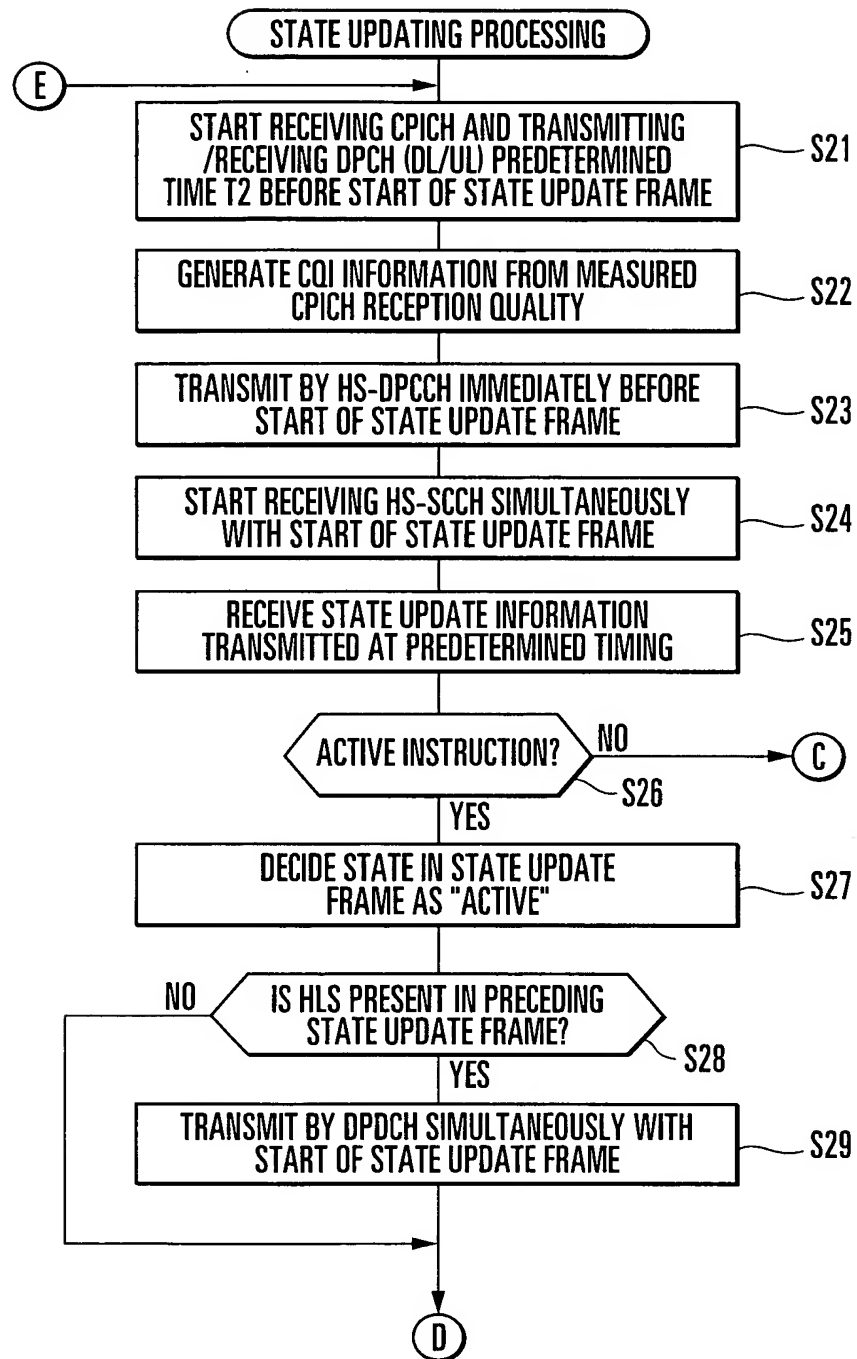 STATE UPDATING PROCESSING
E
START RECEIVING CPICH AND TRANSMITTING
/RECEIVING DPCH (DL/UL) PREDETERMINED
TIME T2 BEFORE START OF STATE UPDATE FRAME
S21
GENERATE CQI INFORMATION FROM MEASURED
CPICH RECEPTION QUALITY
S22
TRANSMIT BY HS-DPCCH IMMEDIATELY BEFORE
START OF STATE UPDATE FRAME
S23
START RECEIVING HS-SCCH SIMULTANEOUSLY
WITH START OF STATE UPDATE FRAME
S24
RECEIVE STATE UPDATE INFORMATION
TRANSMITTED AT PREDETERMINED TIMING
S25
ACTIVE INSTRUCTION?
NO
C
S26
YES
DECIDE STATE IN STATE UPDATE
FRAME AS "ACTIVE"
S27
NO
IS HLS PRESENT IN PRECEDING
STATE UPDATE FRAME?
S28
YES
TRANSMIT BY DPDCH SIMULTANEOUSLY WITH
START OF STATE UPDATE FRAME
S29
D